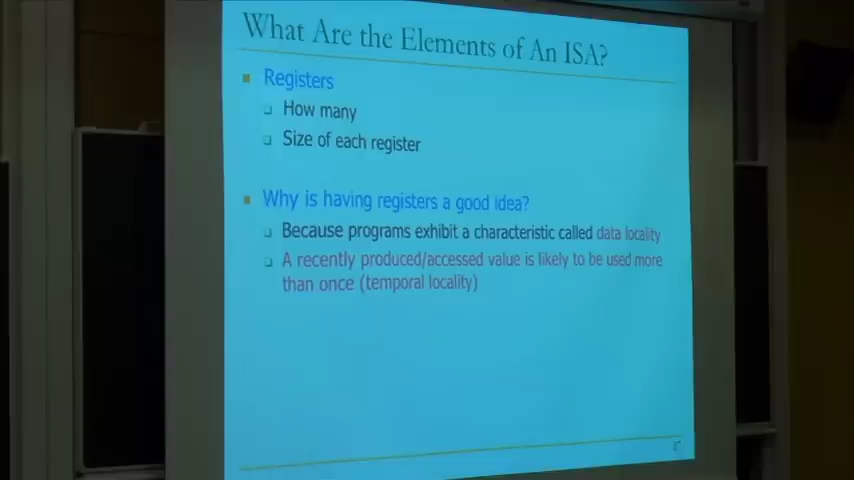 What Are the Elements of An ISA?
Registers
How many
Size of each register
Why is having registers a good idea?
Because programs exhibit a characteristic called data locality
A recently produced/accessed value is likely to be used more
than once (temporal locality)